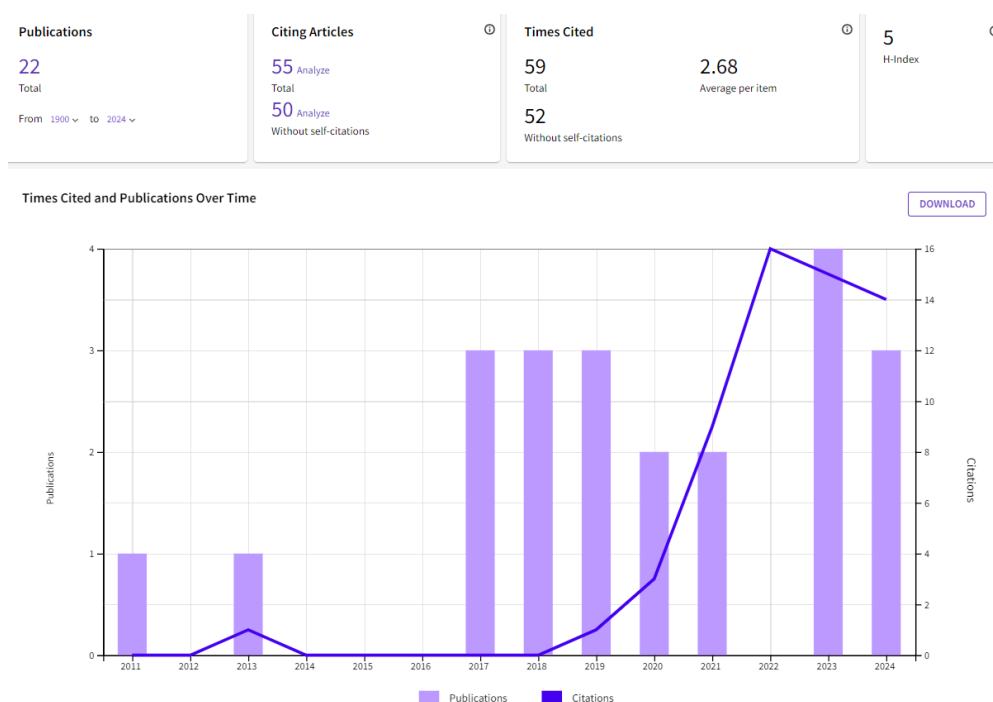 Publications
22
Total
From 1900 to 2024
Citing Articles
55 Analyze
Total
50 Analyze
Without self-citations
Times Cited
59
Total
52
Without self-citations
2.68
Average per item
5
H-Index
Times Cited and Publications Over Time
DOWNLOAD
Publications
4
3
2
1
0
16
14
12
10
8
6
4
2
0
Citations
2011 2012 2013 2014 2015 2016 2017 2018 2019 2020 2021 2022 2023 2024
Publications Citations